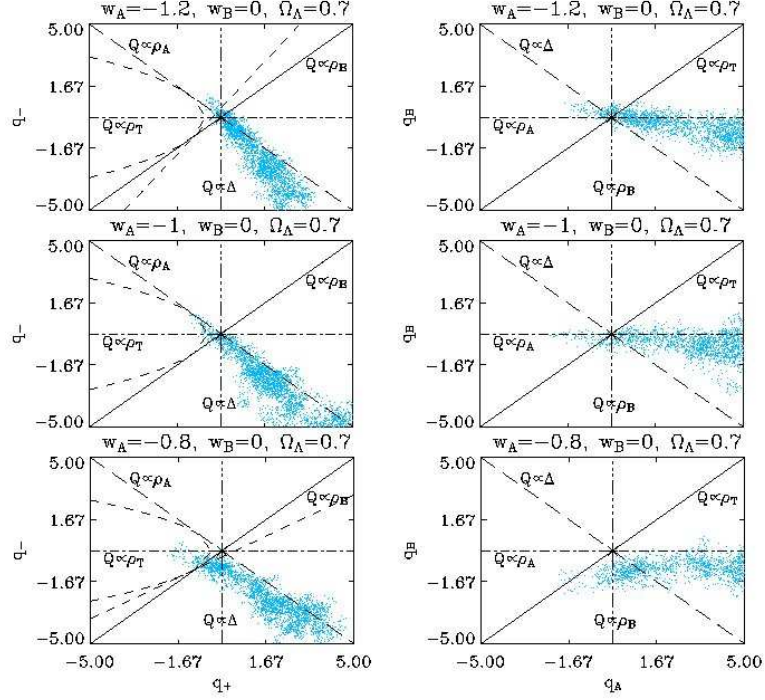 w_A=−1.2, w_B=0, Ω_Λ=0.7
5.00
1.67
−1.67
−5.00
q_−
Q∝ρ_A
Q∝ρ_B
Q∝ρ_T
Q∝Δ
w_A=−1.2, w_B=0, Ω_Λ=0.7
5.00
1.67
−1.67
−5.00
q_B
Q∝Δ
Q∝ρ_T
Q∝ρ_A
Q∝ρ_B
w_A=−1, w_B=0, Ω_Λ=0.7
5.00
1.67
−1.67
−5.00
q_−
Q∝ρ_A
Q∝ρ_B
Q∝ρ_T
Q∝Δ
w_A=−1, w_B=0, Ω_Λ=0.7
5.00
1.67
−1.67
−5.00
q_B
Q∝Δ
Q∝ρ_T
Q∝ρ_A
Q∝ρ_B
w_A=−0.8, w_B=0, Ω_Λ=0.7
5.00
1.67
−1.67
−5.00
q_−
Q∝ρ_A
Q∝ρ_B
Q∝ρ_T
Q∝Δ
−5.00 −1.67 1.67 5.00
q_+
w_A=−0.8, w_B=0, Ω_Λ=0.7
5.00
1.67
−1.67
−5.00
q_B
Q∝Δ
Q∝ρ_T
Q∝ρ_A
Q∝ρ_B
−5.00 −1.67 1.67 5.00
q_A